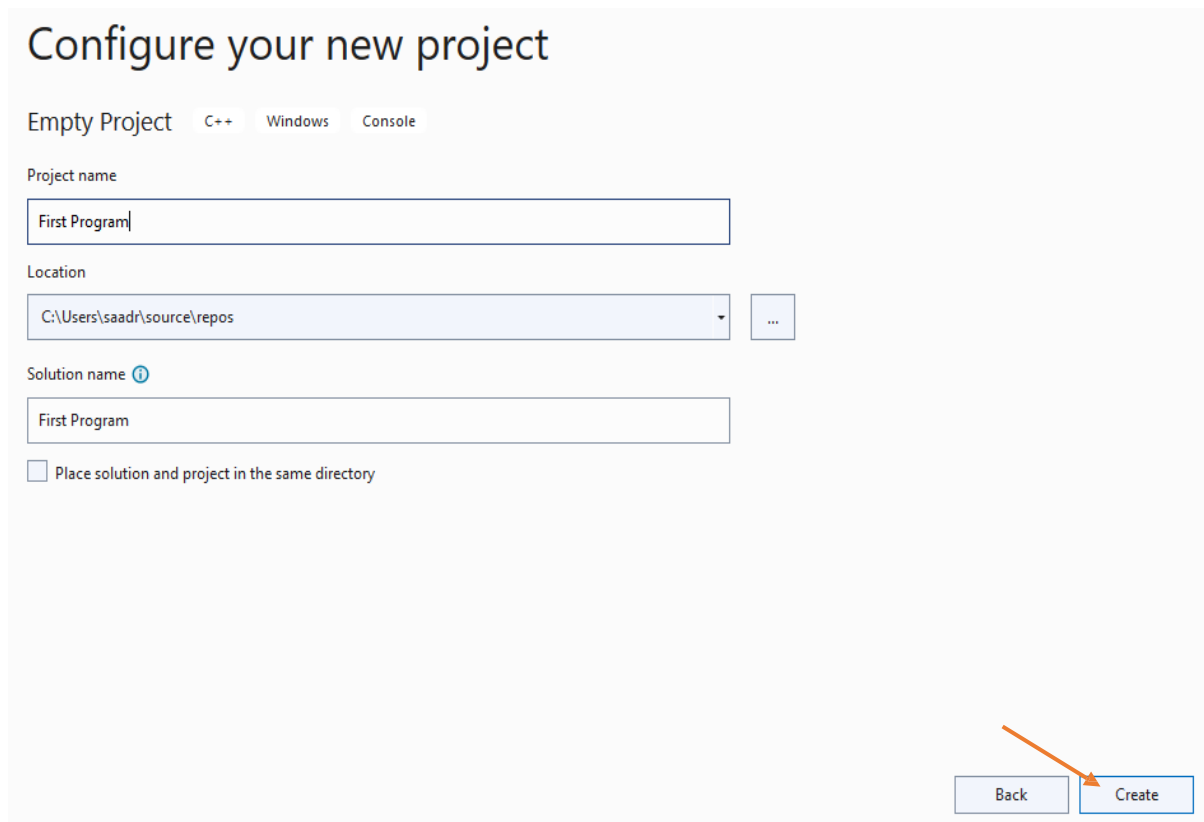 Configure your new project
Empty Project C++ Windows Console
Project name
First Program
Location
C:\Users\saadr\source\repos
...
Solution name
First Program
Place solution and project in the same directory
Back Create